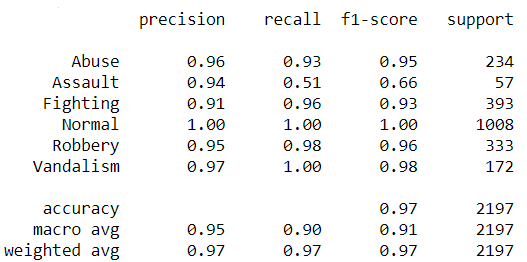 precision recall f1-score support
Abuse 0.96 0.93 0.95 234
Assault 0.94 0.51 0.66 57
Fighting 0.91 0.96 0.93 393
Normal 1.00 1.00 1.00 1008
Robbery 0.95 0.98 0.96 333
Vandalism 0.97 1.00 0.98 172
accuracy 0.97 2197
macro avg 0.95 0.90 0.91 2197
weighted avg 0.97 0.97 0.97 2197